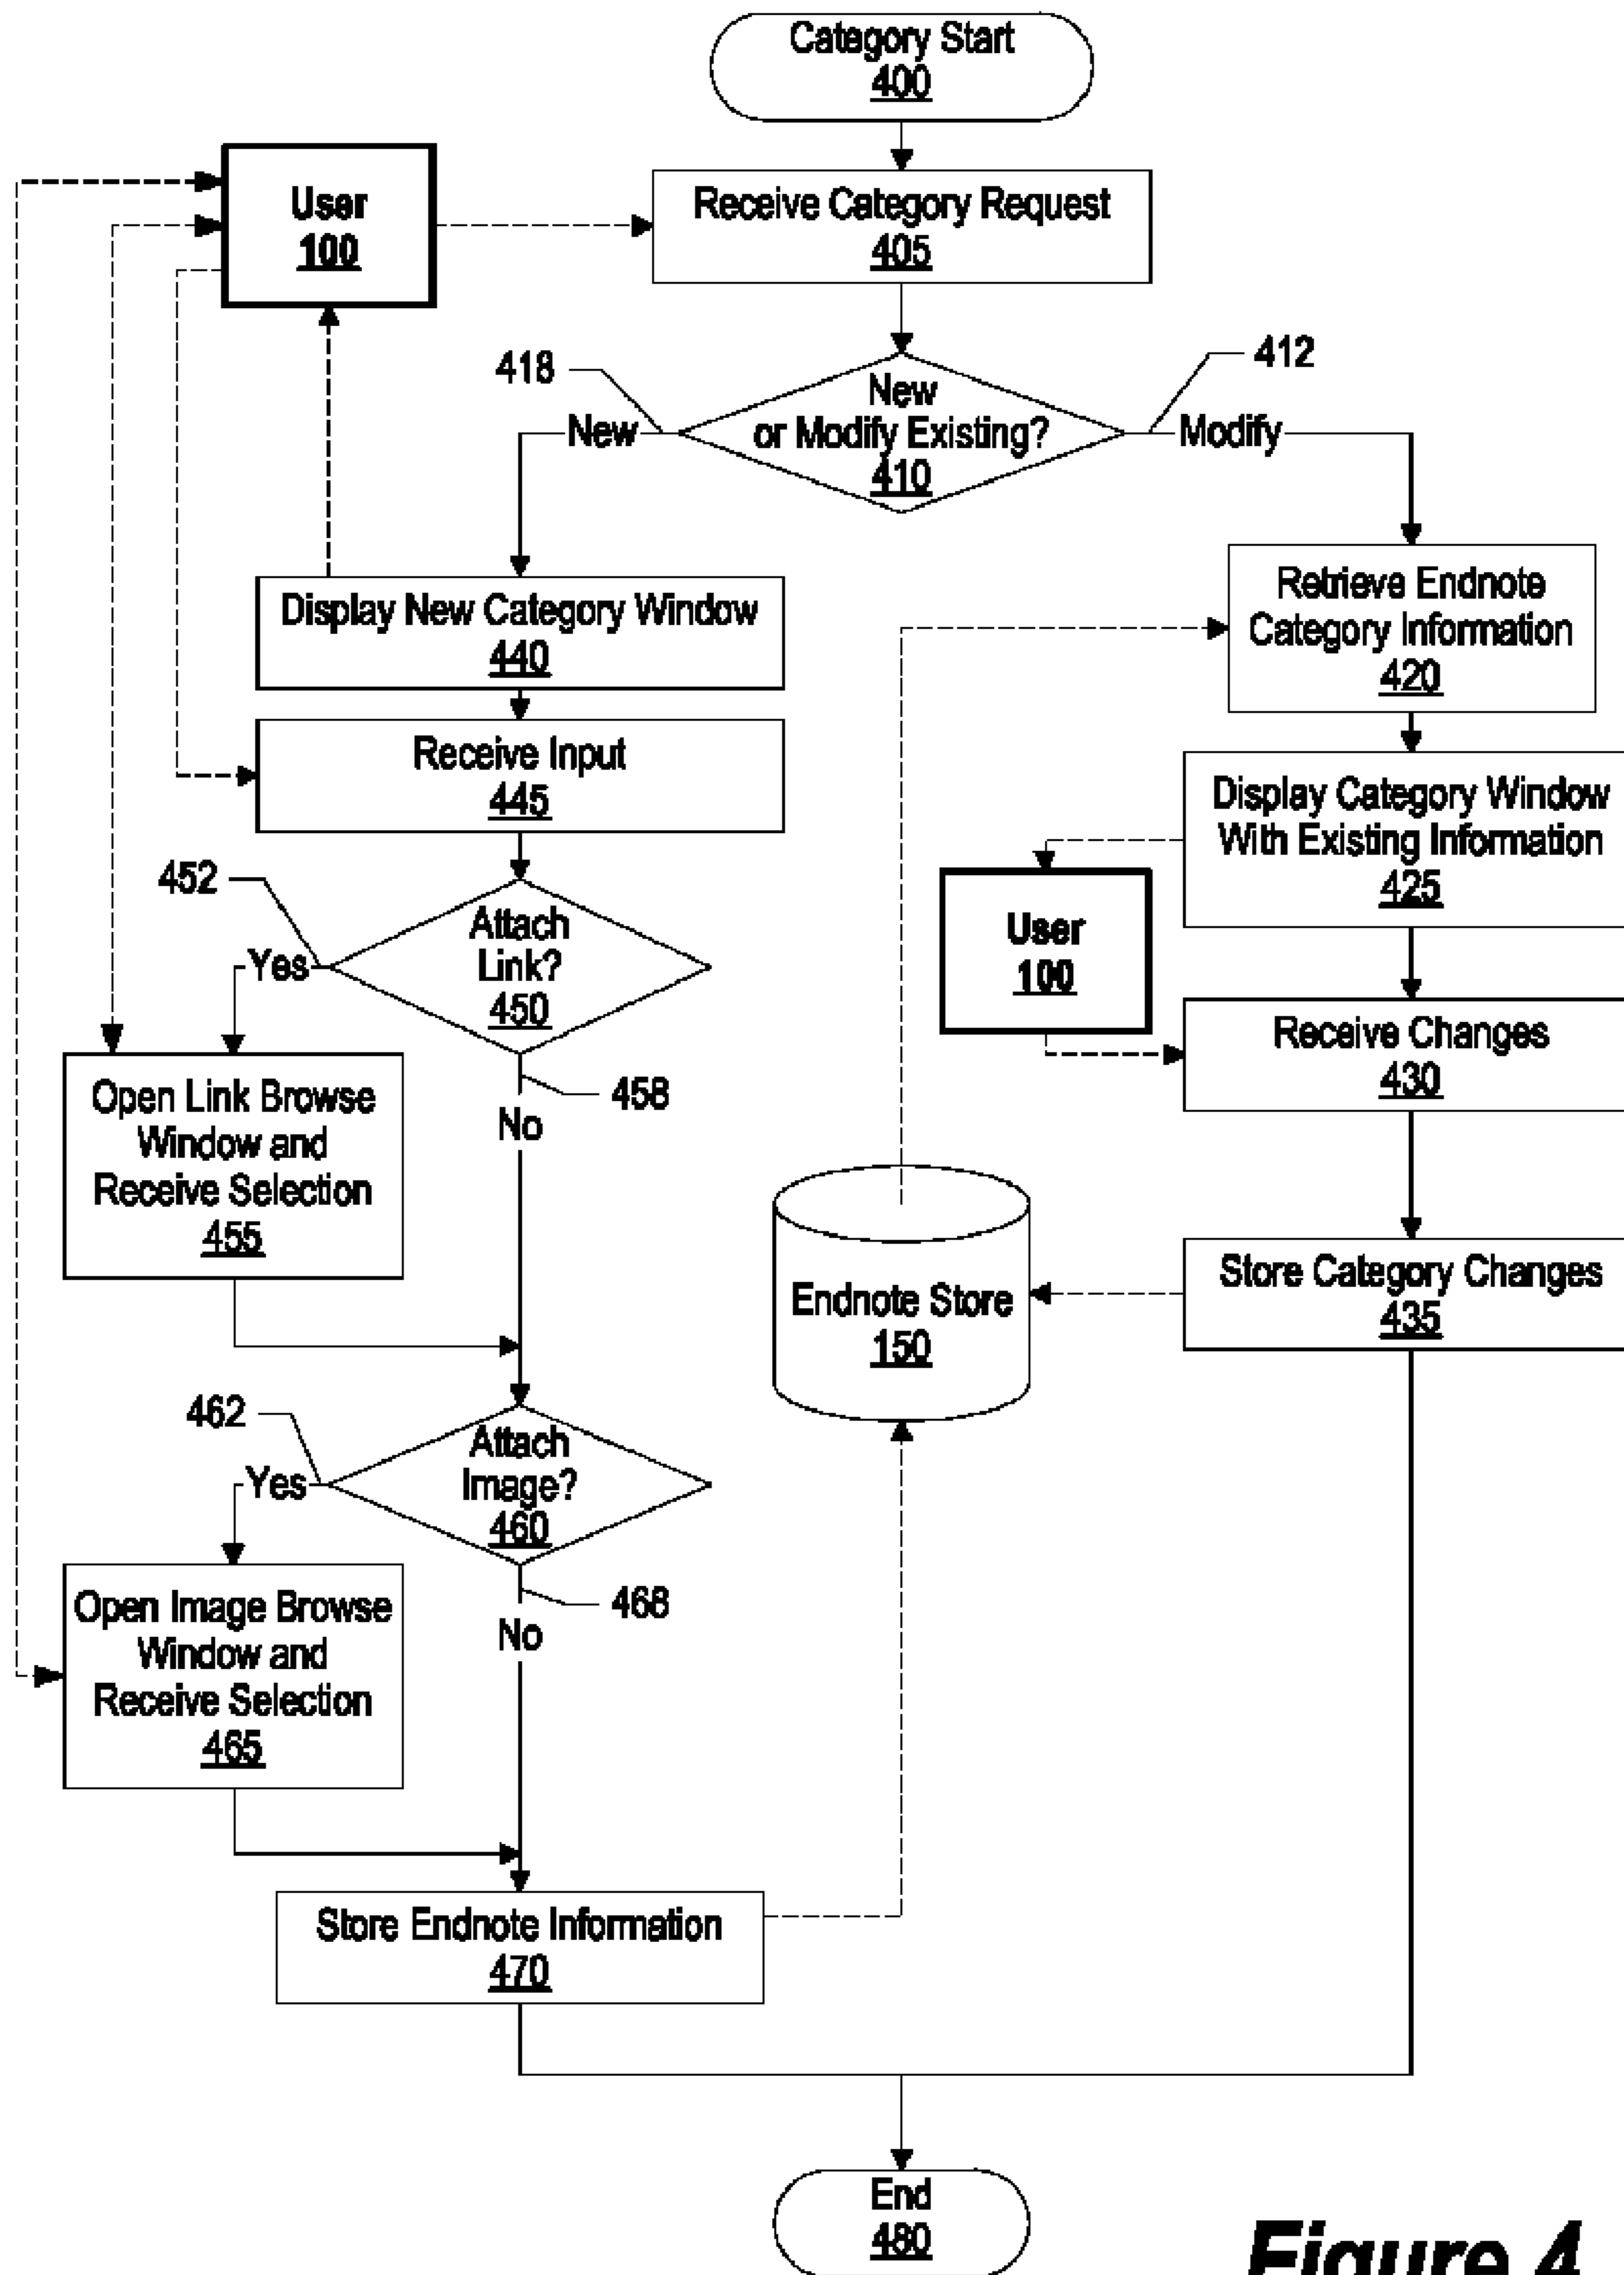 Category Start
400
User
100
Receive Category Request
405
418
412
New
New
or Modify Existing?
410
Modify
Display New Category Window
440
Retrieve Endnote
Category Information
420
Receive Input
445
Display Category Window
With Existing Information
425
452
Yes
Attach
Link?
450
User
100
458
No
Receive Changes
430
Open Link Browse
Window and
Receive Selection
455
Endnote Store
150
Store Category Changes
435
462
Yes
Attach
Image?
460
468
No
Open Image Browse
Window and
Receive Selection
465
Store Endnote Information
470
End
480
Figure 4